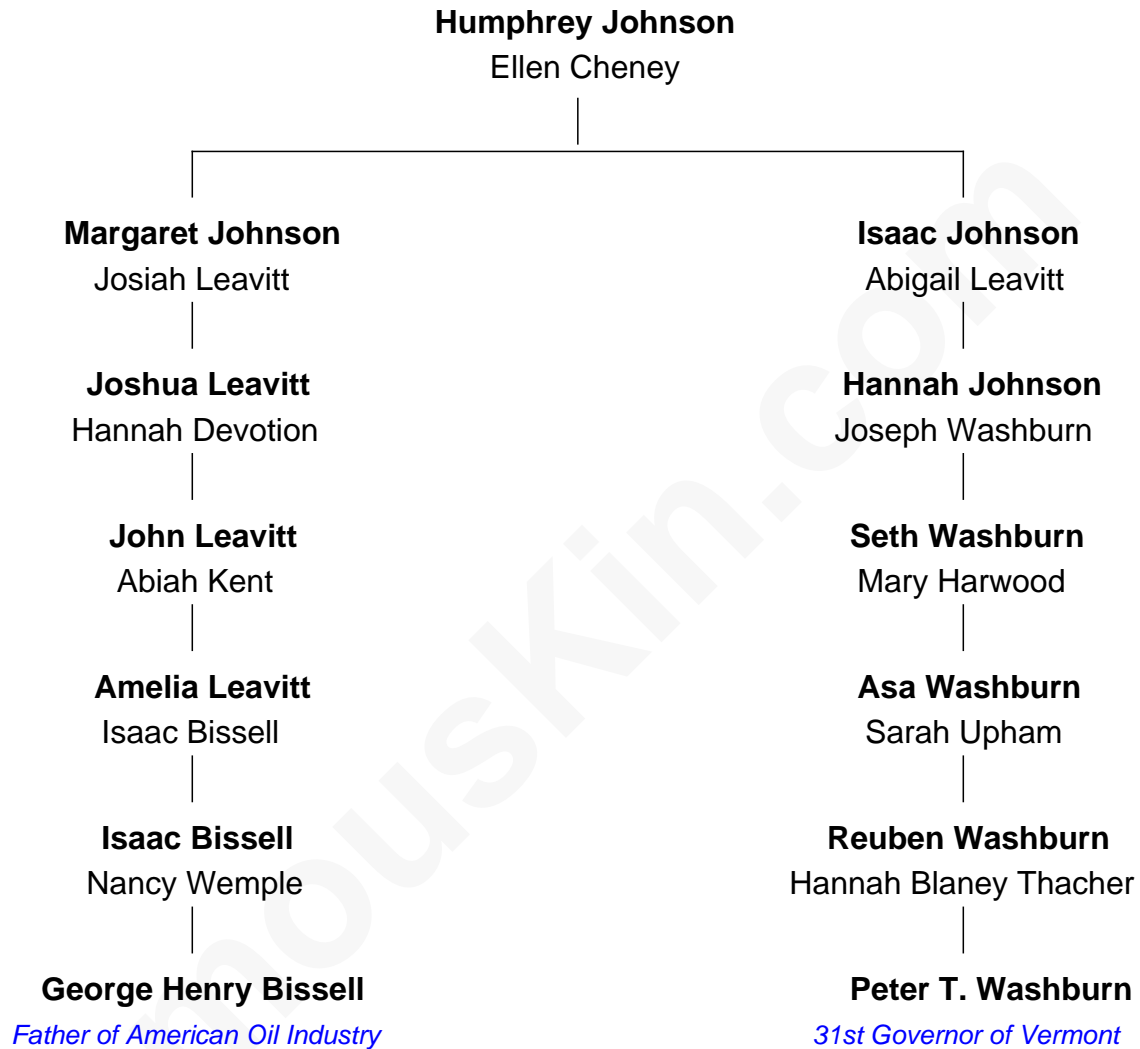 Humphrey Johnson
Ellen Cheney
Margaret Johnson
Josiah Leavitt
Isaac Johnson
Abigail Leavitt
Joshua Leavitt
Hannah Devotion
Hannah Johnson
Joseph Washburn
John Leavitt
Abiah Kent
Seth Washburn
Mary Harwood
Amelia Leavitt
Isaac Bissell
Asa Washburn
Sarah Upham
Isaac Bissell
Nancy Wemple
Reuben Washburn
Hannah Blaney Thacher
George Henry Bissell
Father of American Oil Industry
Peter T. Washburn
31st Governor of Vermont
mousKin.com